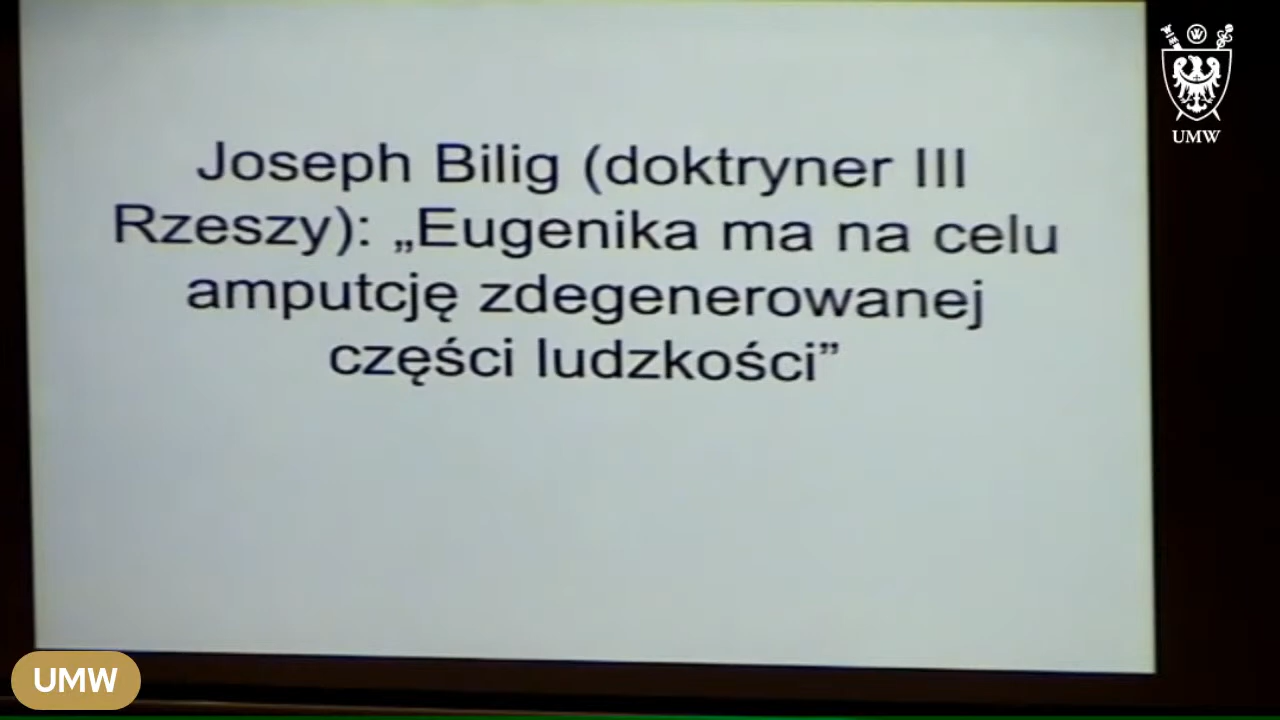 UMW
Joseph Bilig (doktryner III
Rzeszy): „Eugenika ma na celu
amputcję zdegenerowanej
części ludzkości”
UMW